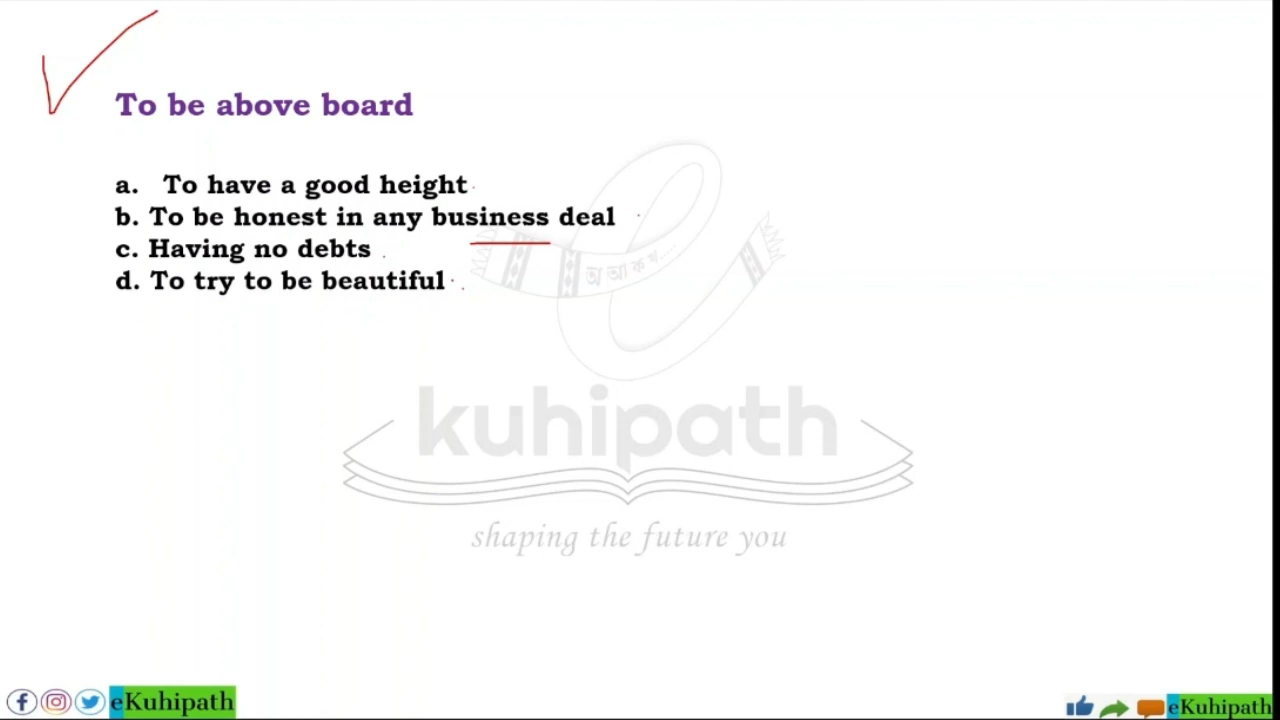 To be above board
a. To have a good height
b. To be honest in any business deal
c. Having no debts
d. To try to be beautiful
অ আ ক খ....
kuhipath
shaping the future you
eKuhipath
eKuhipath